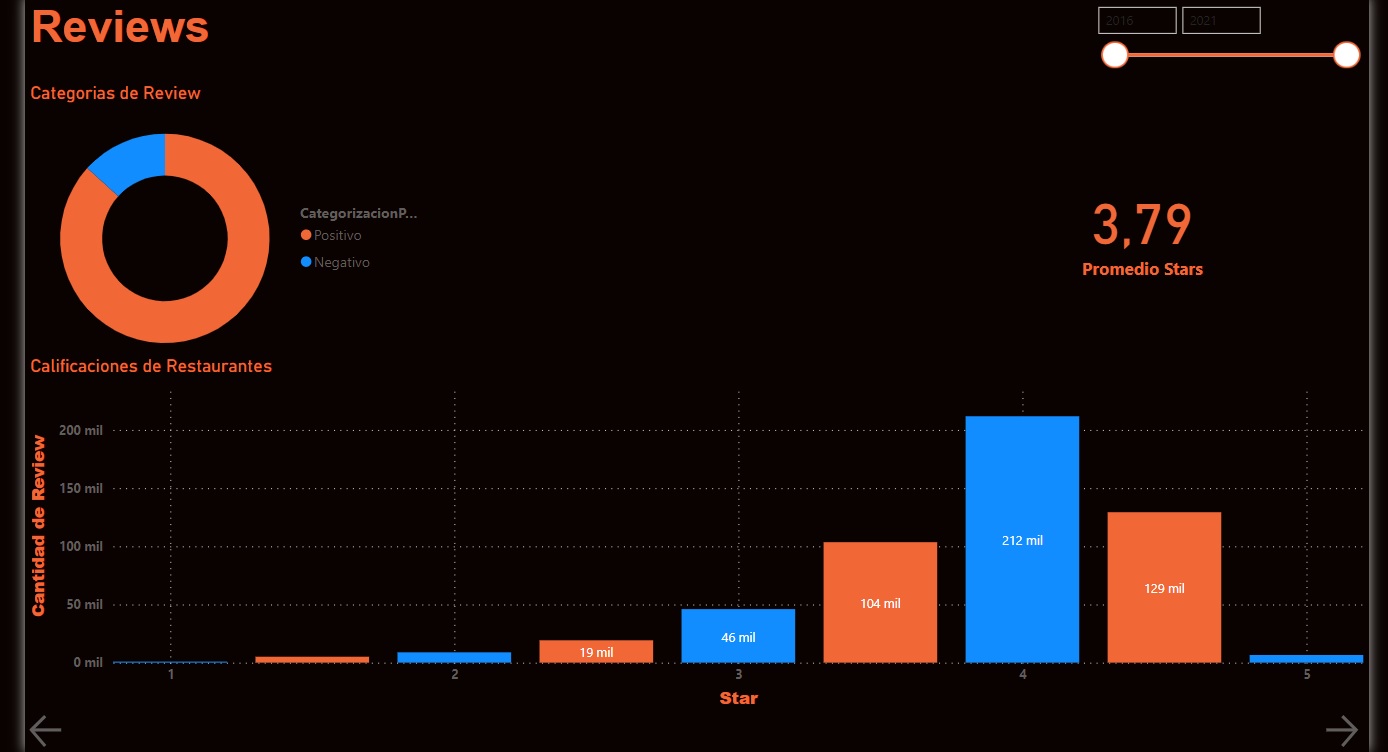 Reviews
2016 2021
Categorias de Review
CategorizacionP...
Positivo
Negativo
3,79
Promedio Stars
Calificaciones de Restaurantes
Cantidad de Review
200 mil
150 mil
100 mil
50 mil
0 mil
19 mil
46 mil
104 mil
212 mil
129 mil
1 2 3 4 5
Star